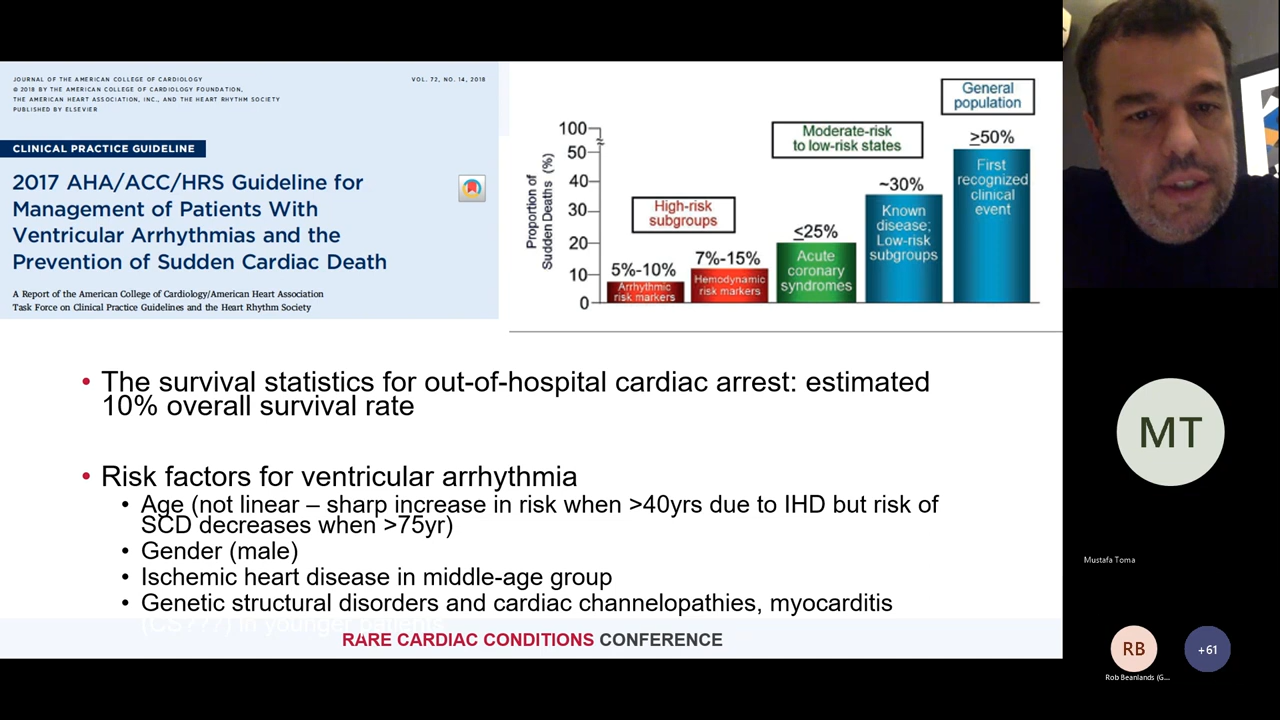 JOURNAL OF THE AMERICAN COLLEGE OF CARDIOLOGY
VOL. 72, NO. 14, 2018
© 2018 BY THE AMERICAN COLLEGE OF CARDIOLOGY FOUNDATION,
THE AMERICAN HEART ASSOCIATION, INC., AND THE HEART RHYTHM SOCIETY
PUBLISHED BY ELSEVIER
CLINICAL PRACTICE GUIDELINE
2017 AHA/ACC/HRS Guideline for
Management of Patients With
Ventricular Arrhythmias and the
Prevention of Sudden Cardiac Death
A Report of the American College of Cardiology/American Heart Association
Task Force on Clinical Practice Guidelines and the Heart Rhythm Society
Proportion of
Sudden Deaths (%)
100
50
40
30
20
10
0
High-risk
subgroups
Moderate-risk
to low-risk states
General
population
5%-10%
Arrhythmic
risk markers
7%-15%
Hemodynamic
risk markers
≤25%
Acute
coronary
syndromes
~30%
Known
disease;
Low-risk
subgroups
≥50%
First
recognized
clinical
event
• The survival statistics for out-of-hospital cardiac arrest: estimated
10% overall survival rate
• Risk factors for ventricular arrhythmia
• Age (not linear – sharp increase in risk when >40yrs due to IHD but risk of
SCD decreases when >75yr)
• Gender (male)
• Ischemic heart disease in middle-age group
• Genetic structural disorders and cardiac channelopathies, myocarditis
(CS???) in younger patients
RARE CARDIAC CONDITIONS CONFERENCE
MT
Mustafa Toma
RB
+61
Rob Beanlands (G...